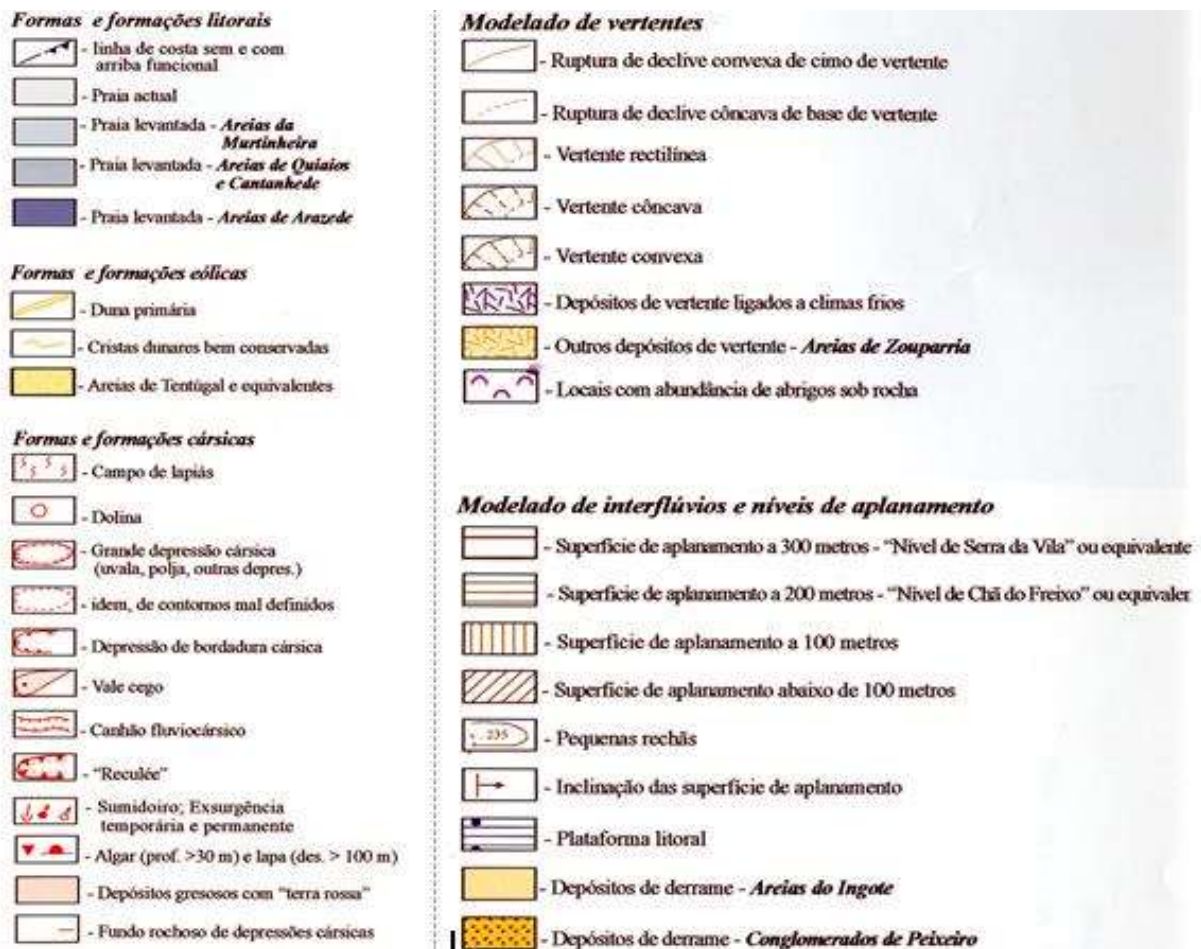 Formas e formações litorais
- linha de costa sem e com
arriba funcional
- Praia actual
- Praia levantada - Areias da
Murtinheira
- Praia levantada - Areias de Quiaios
e Cantanhede
- Praia levantada - Areias de Arazede
Formas e formações eólicas
- Duna primária
- Cristas dunares bem conservadas
- Areias de Tentúgal e equivalentes
Formas e formações cársicas
- Campo de lapiás
- Dolina
- Grande depressão cársica
(uvala, polja, outras depres.)
- idem, de contornos mal definidos
- Depressão de bordadura cársica
- Vale cego
- Canhão fluviocársico
- "Reculée"
- Sumidoiro; Exsurgência
temporária e permanente
- Algar (prof. >30 m) e lapa (des. > 100 m)
- Depósitos gresosos com "terra rossa"
- Fundo rochoso de depressões cársicas
Modelado de vertentes
- Ruptura de declive convexa de cimo de vertente
- Ruptura de declive côncava de base de vertente
- Vertente rectilínea
- Vertente côncava
- Vertente convexa
- Depósitos de vertente ligados a climas frios
- Outros depósitos de vertente - Areias de Zouparria
- Locais com abundância de abrigos sob rocha
Modelado de interflúvios e níveis de aplanamento
- Superfície de aplanamento a 300 metros - "Nível de Serra da Vila" ou equivalente
- Superfície de aplanamento a 200 metros - "Nível de Chã do Freixo" ou equivaler
- Superfície de aplanamento a 100 metros
- Superfície de aplanamento abaixo de 100 metros
235 - Pequenas rechãs
- Inclinação das superfície de aplanamento
- Plataforma litoral
- Depósitos de derrame - Areias do Ingote
- Depósitos de derrame - Conglomerados de Peixeiro